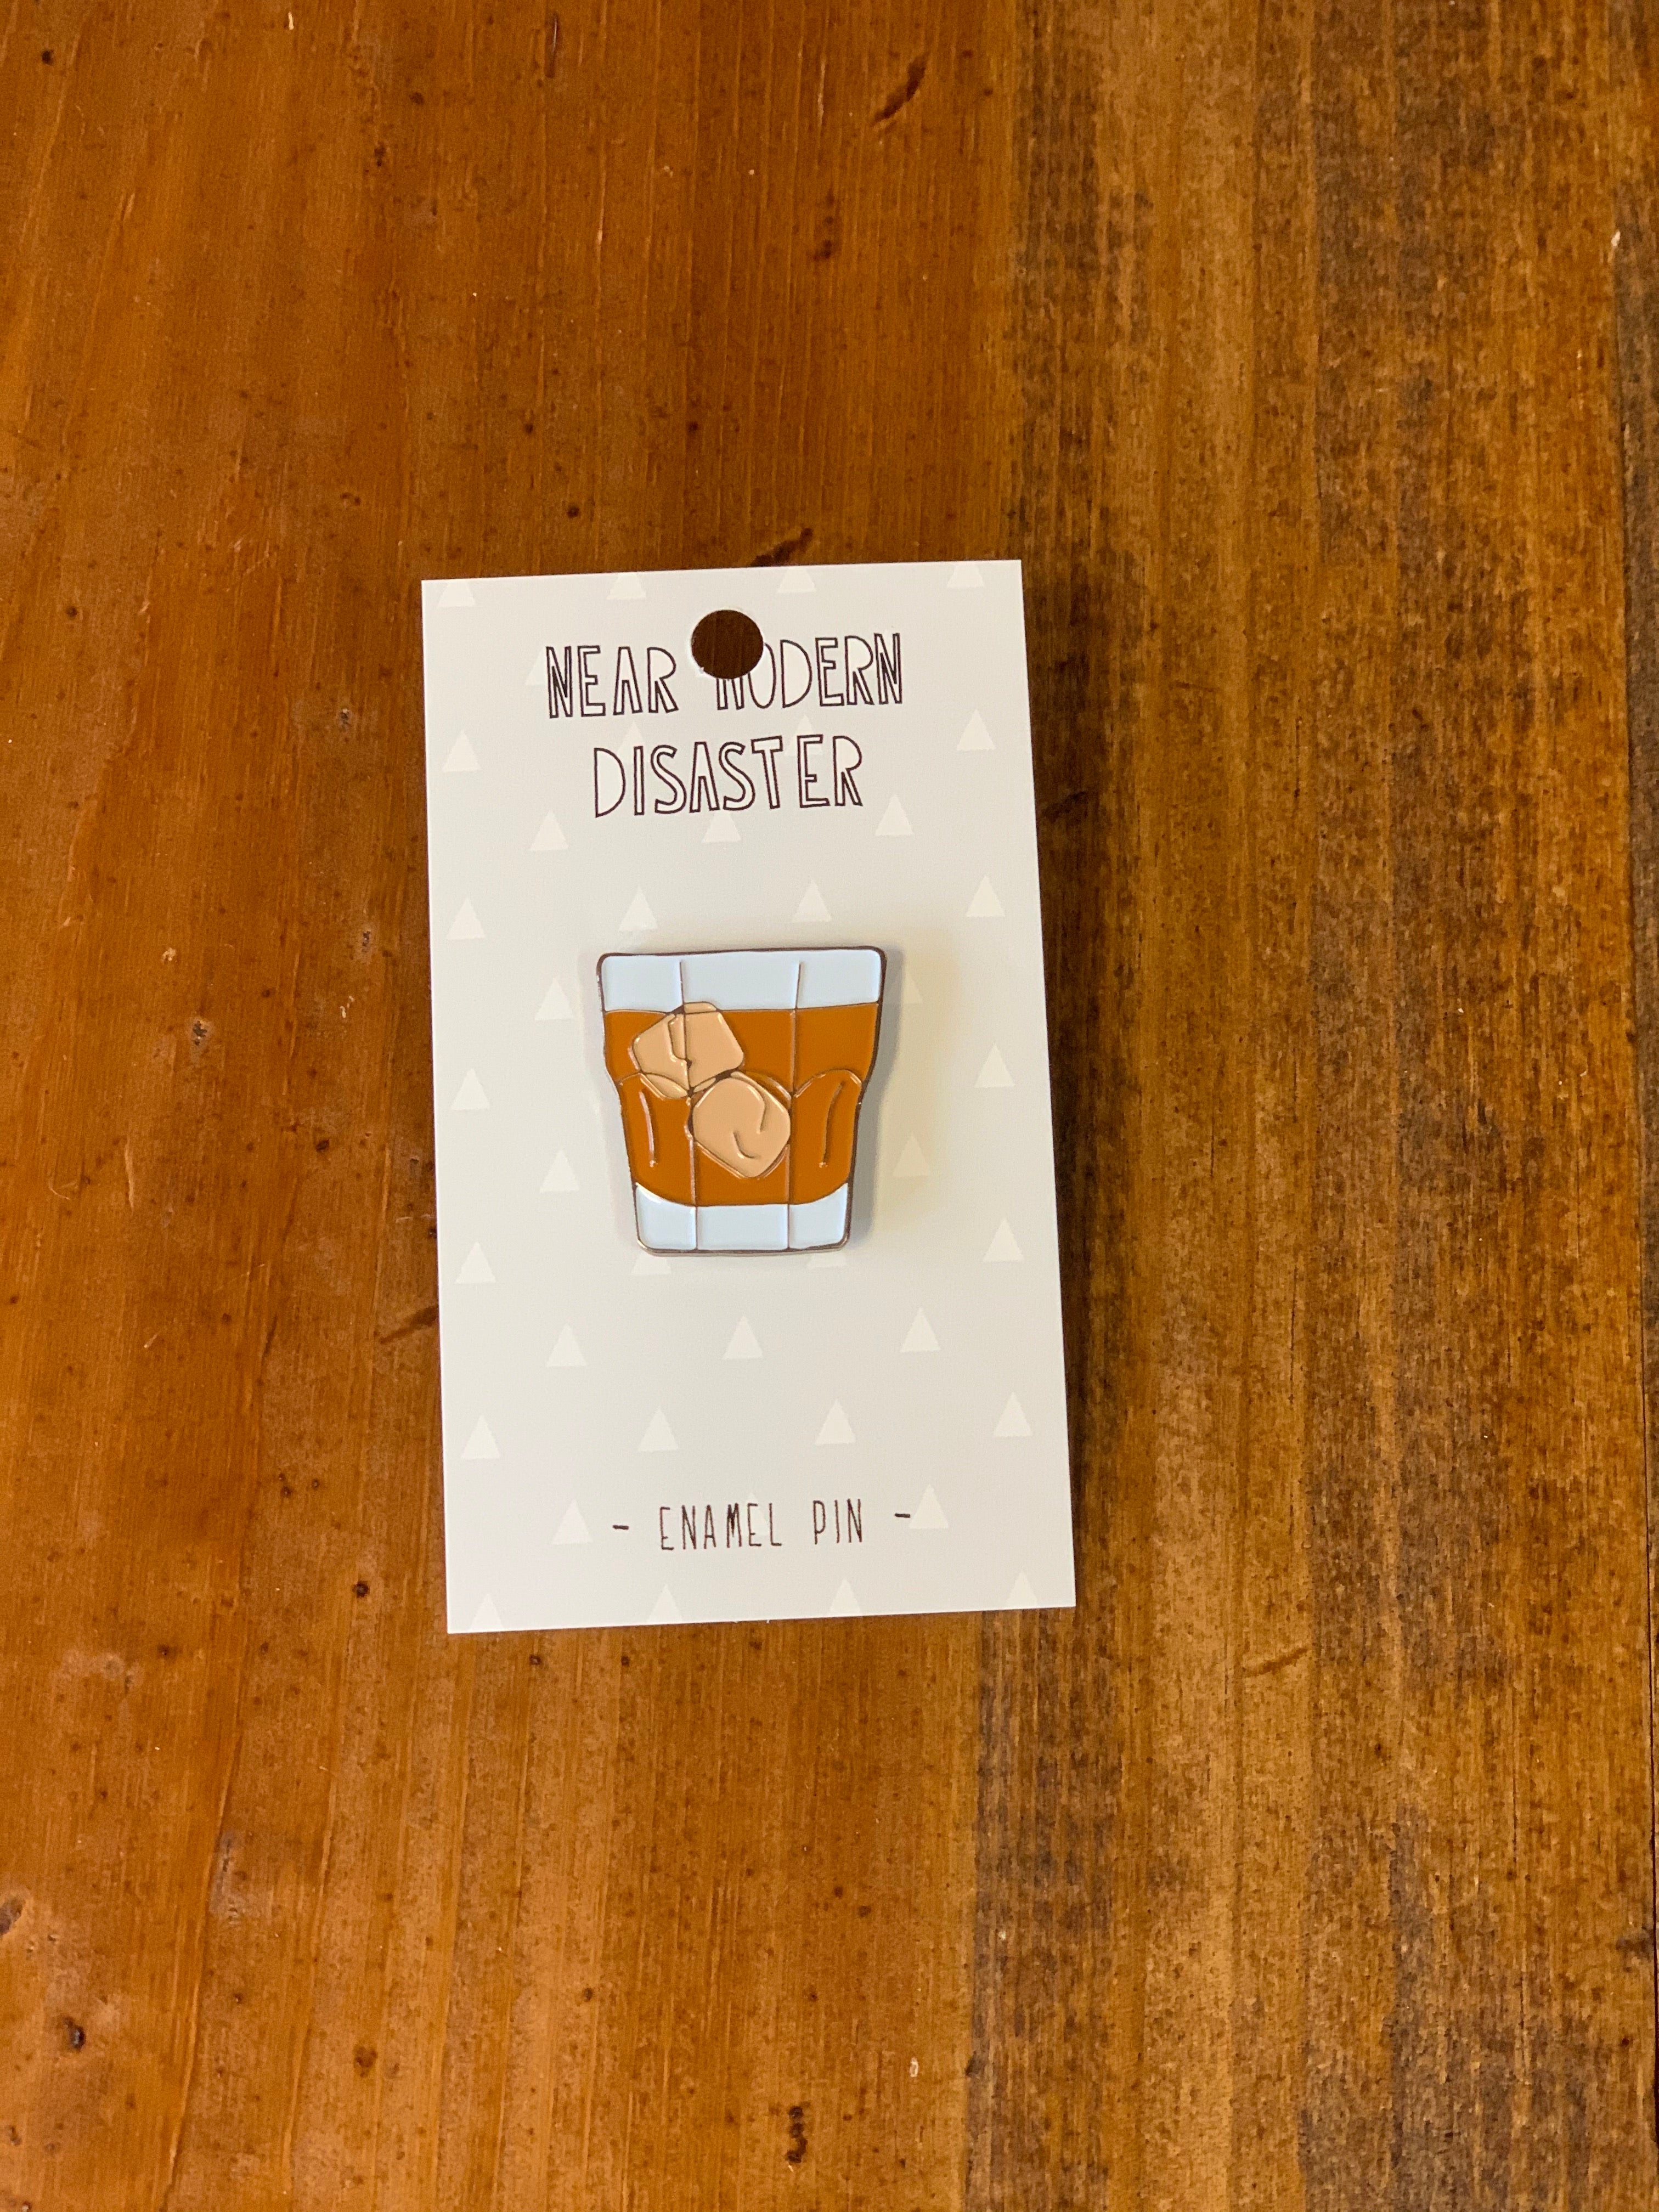 NEAR MODERN
DISASTER
- ENAMEL PIN -